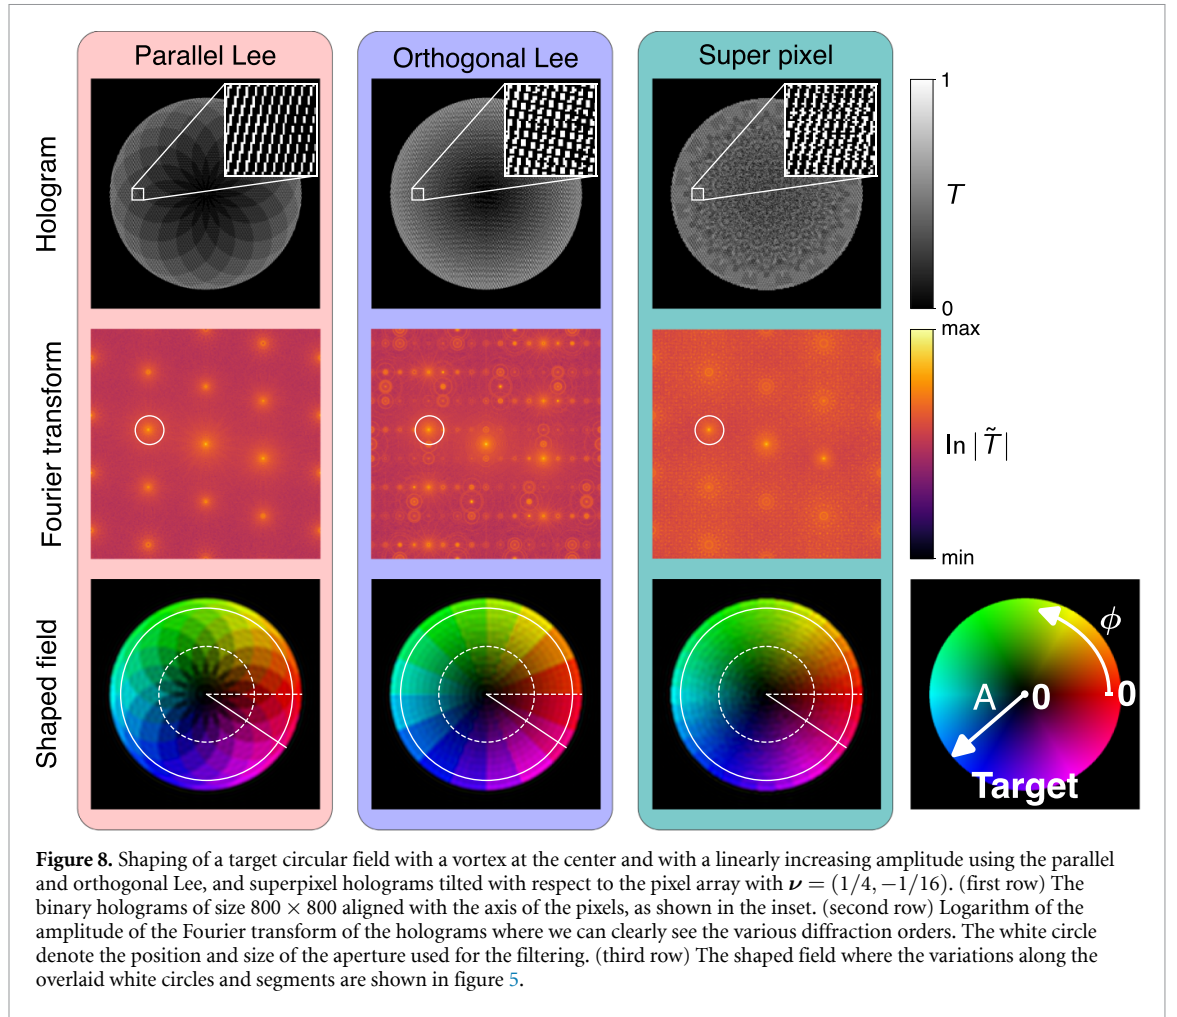 Parallel Lee
Orthogonal Lee
Super pixel
Hologram
1
T
0
Fourier transform
max
ln |T̃|
min
Shaped field
ϕ
A
0
0
Target
Figure 8. Shaping of a target circular field with a vortex at the center and with a linearly increasing amplitude using the parallel
and orthogonal Lee, and superpixel holograms tilted with respect to the pixel array with ν = (1/4, −1/16). (first row) The
binary holograms of size 800 × 800 aligned with the axis of the pixels, as shown in the inset. (second row) Logarithm of the
amplitude of the Fourier transform of the holograms where we can clearly see the various diffraction orders. The white circle
denote the position and size of the aperture used for the filtering. (third row) The shaped field where the variations along the
overlaid white circles and segments are shown in figure 5.